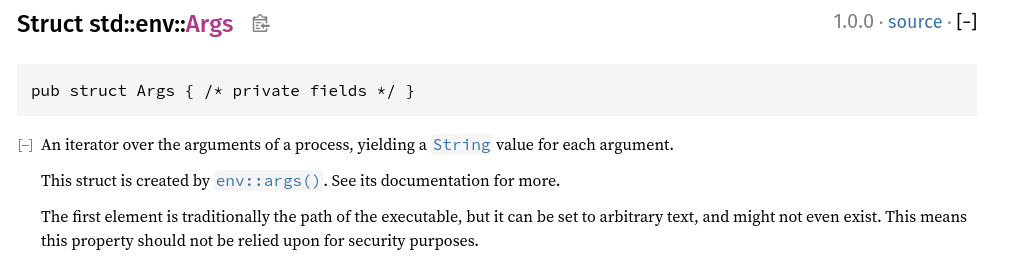 Struct std::env::Args
1.0.0 · source · [−]
pub struct Args { /* private fields */ }
[−] An iterator over the arguments of a process, yielding a String value for each argument.
This struct is created by env::args(). See its documentation for more.
The first element is traditionally the path of the executable, but it can be set to arbitrary text, and might not even exist. This means
this property should not be relied upon for security purposes.